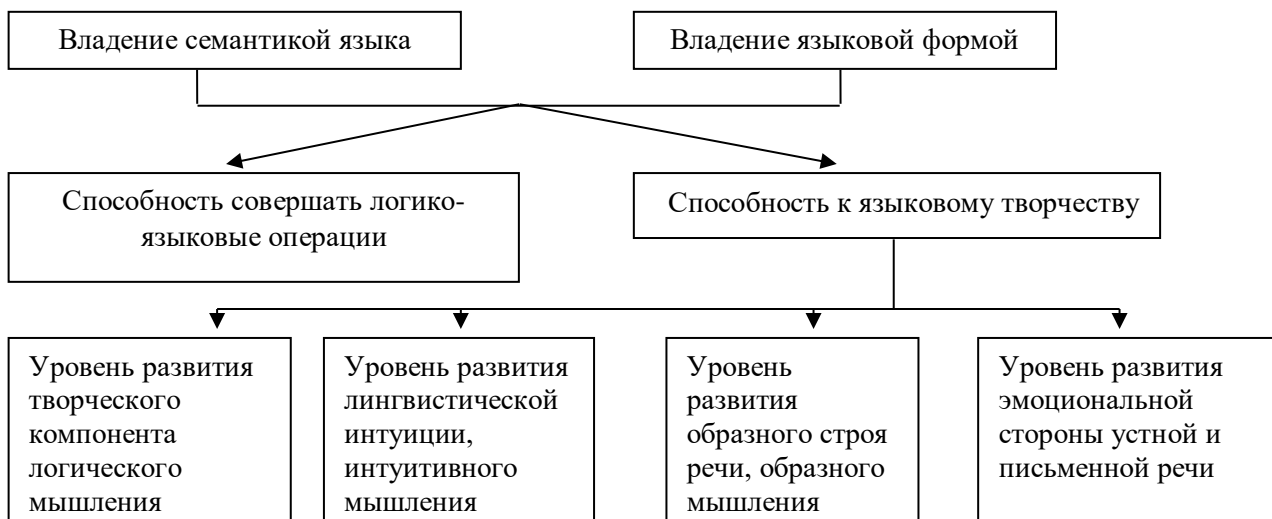 Владение семантикой языка
Владение языковой формой
Способность совершать логико-
языковые операции
Способность к языковому творчеству
Уровень развития
творческого
компонента
логического
мышления
Уровень развития
лингвистической
интуиции,
интуитивного
мышления
Уровень
развития
образного строя
речи, образного
мышления
Уровень развития
эмоциональной
стороны устной и
письменной речи